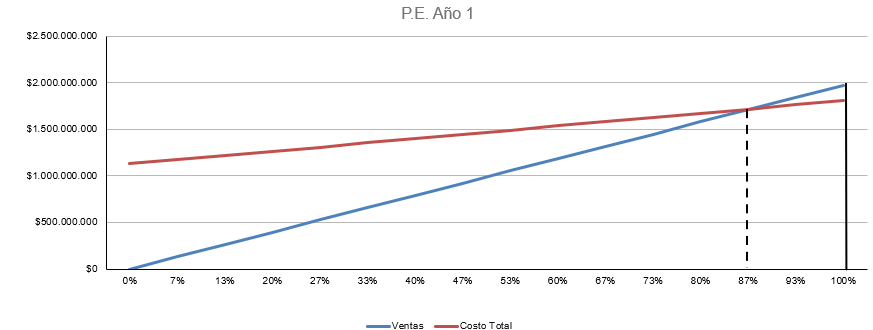 P.E. Año 1
$2.500.000.000
$2.000.000.000
$1.500.000.000
$1.000.000.000
$500.000.000
$0
0% 7% 13% 20% 27% 33% 40% 47% 53% 60% 67% 73% 80% 87% 93% 100%
Ventas Costo Total